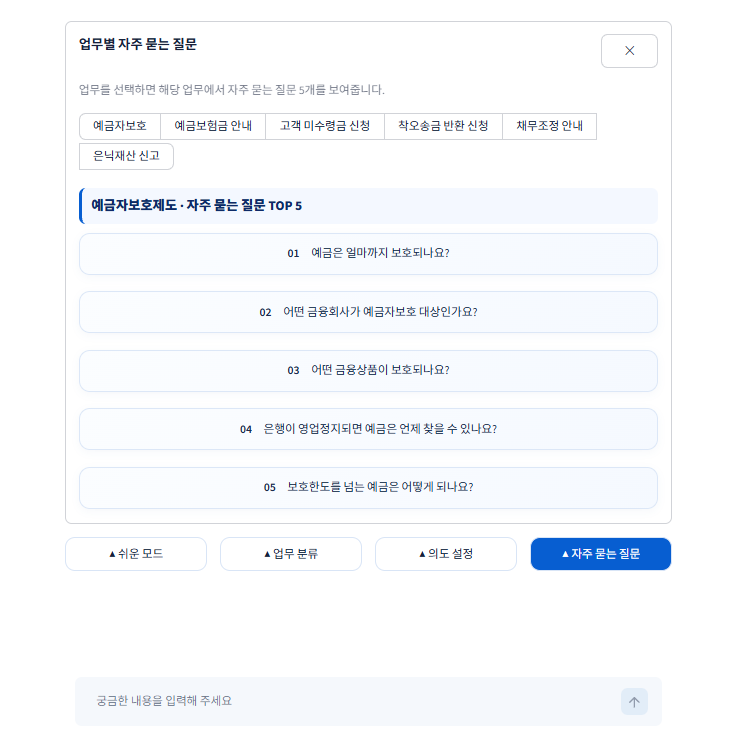 업무별 자주 묻는 질문
×
업무를 선택하면 해당 업무에서 자주 묻는 질문 5개를 보여줍니다.
예금자보호 예금보험금 안내 고객 미수령금 신청 착오송금 반환 신청 채무조정 안내
은닉재산 신고
예금자보호제도 · 자주 묻는 질문 TOP 5
01 예금은 얼마까지 보호되나요?
02 어떤 금융회사가 예금자보호 대상인가요?
03 어떤 금융상품이 보호되나요?
04 은행이 영업정지되면 예금은 언제 찾을 수 있나요?
05 보호한도를 넘는 예금은 어떻게 되나요?
▲쉬운 모드 ▲업무 분류 ▲의도 설정 ▲자주 묻는 질문
궁금한 내용을 입력해 주세요